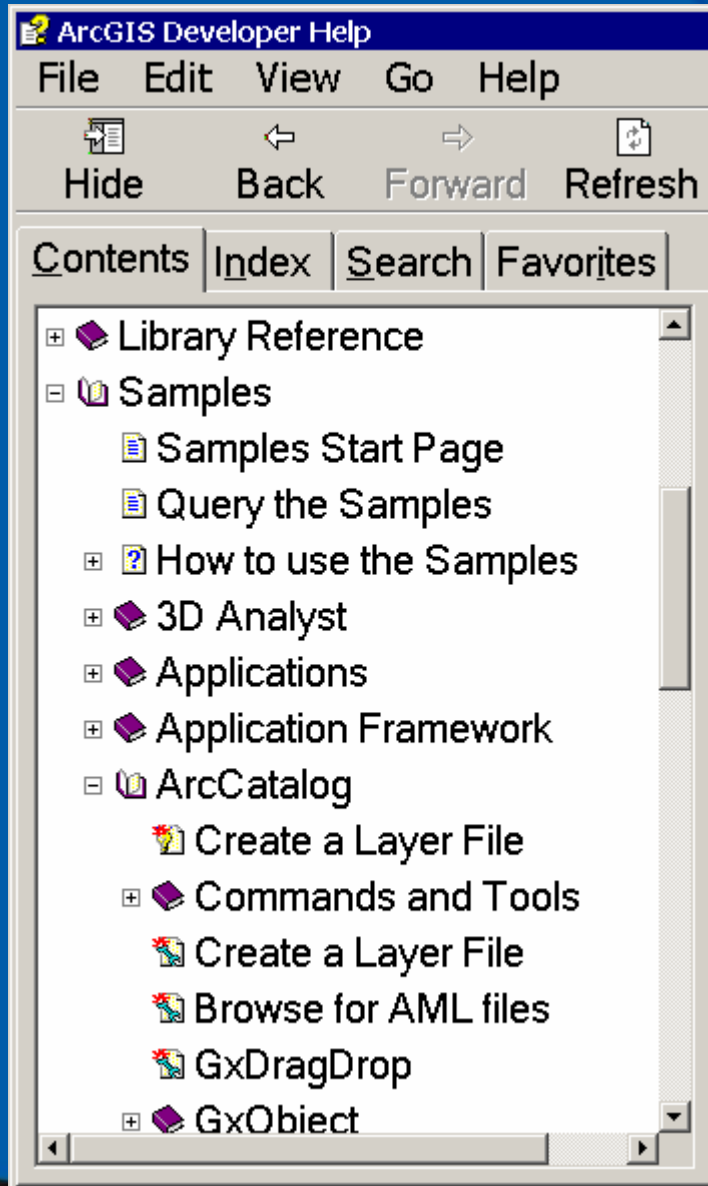 ArcGIS Developer Help
File Edit View Go Help
Hide Back Forward Refresh
Contents Index Search Favorites
Library Reference
Samples
Samples Start Page
Query the Samples
How to use the Samples
3D Analyst
Applications
Application Framework
ArcCatalog
Create a Layer File
Commands and Tools
Create a Layer File
Browse for AML files
GxDragDrop
GxObject